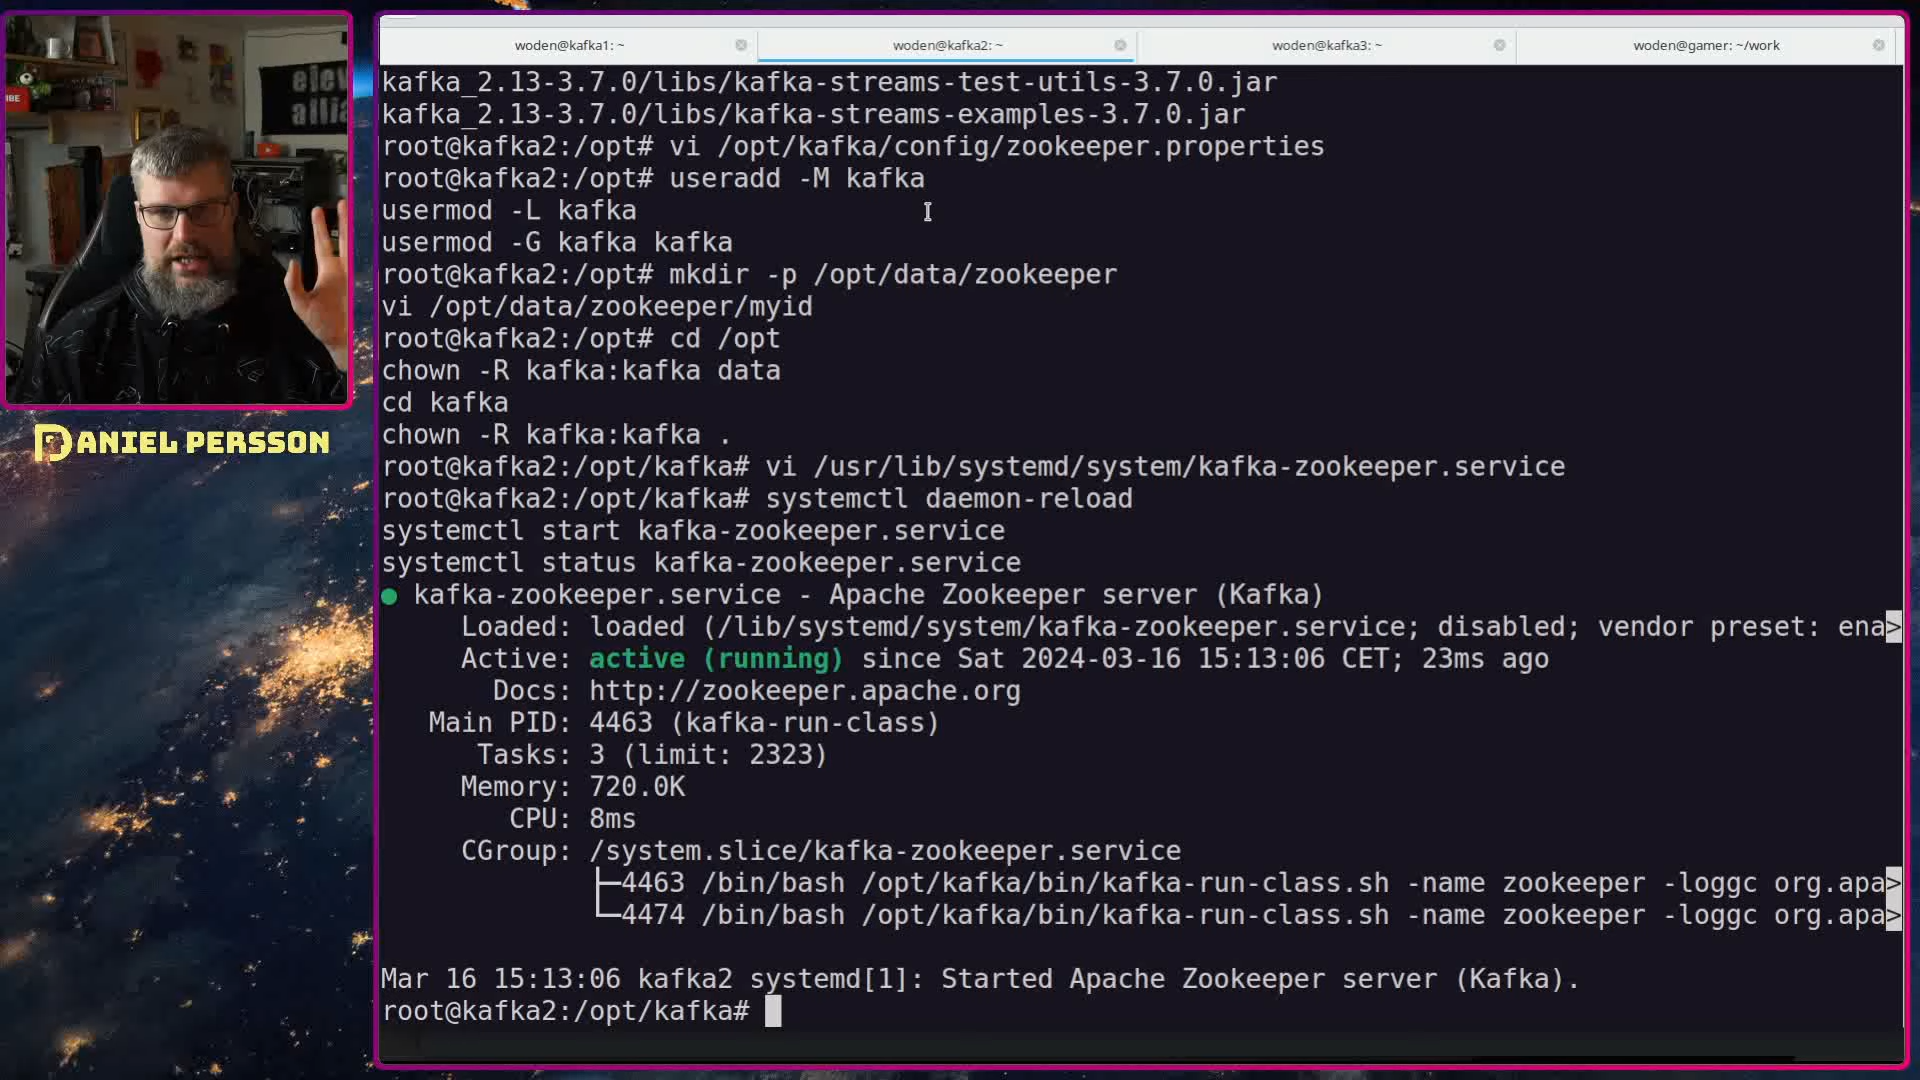 woden@kafka1: ~
woden@kafka2: ~
woden@kafka3: ~
woden@gamer: ~/work
kafka_2.13-3.7.0/libs/kafka-streams-test-utils-3.7.0.jar
kafka_2.13-3.7.0/libs/kafka-streams-examples-3.7.0.jar
root@kafka2:/opt# vi /opt/kafka/config/zookeeper.properties
root@kafka2:/opt# useradd -M kafka
usermod -L kafka
usermod -G kafka kafka
root@kafka2:/opt# mkdir -p /opt/data/zookeeper
vi /opt/data/zookeeper/myid
root@kafka2:/opt# cd /opt
chown -R kafka:kafka data
cd kafka
chown -R kafka:kafka .
root@kafka2:/opt/kafka# vi /usr/lib/systemd/system/kafka-zookeeper.service
root@kafka2:/opt/kafka# systemctl daemon-reload
systemctl start kafka-zookeeper.service
systemctl status kafka-zookeeper.service
● kafka-zookeeper.service - Apache Zookeeper server (Kafka)
Loaded: loaded (/lib/systemd/system/kafka-zookeeper.service; disabled; vendor preset: ena>
Active: active (running) since Sat 2024-03-16 15:13:06 CET; 23ms ago
Docs: http://zookeeper.apache.org
Main PID: 4463 (kafka-run-class)
Tasks: 3 (limit: 2323)
Memory: 720.0K
CPU: 8ms
CGroup: /system.slice/kafka-zookeeper.service
├─4463 /bin/bash /opt/kafka/bin/kafka-run-class.sh -name zookeeper -loggc org.apa>
└─4474 /bin/bash /opt/kafka/bin/kafka-run-class.sh -name zookeeper -loggc org.apa>
Mar 16 15:13:06 kafka2 systemd[1]: Started Apache Zookeeper server (Kafka).
root@kafka2:/opt/kafka#
DANIEL PERSSON